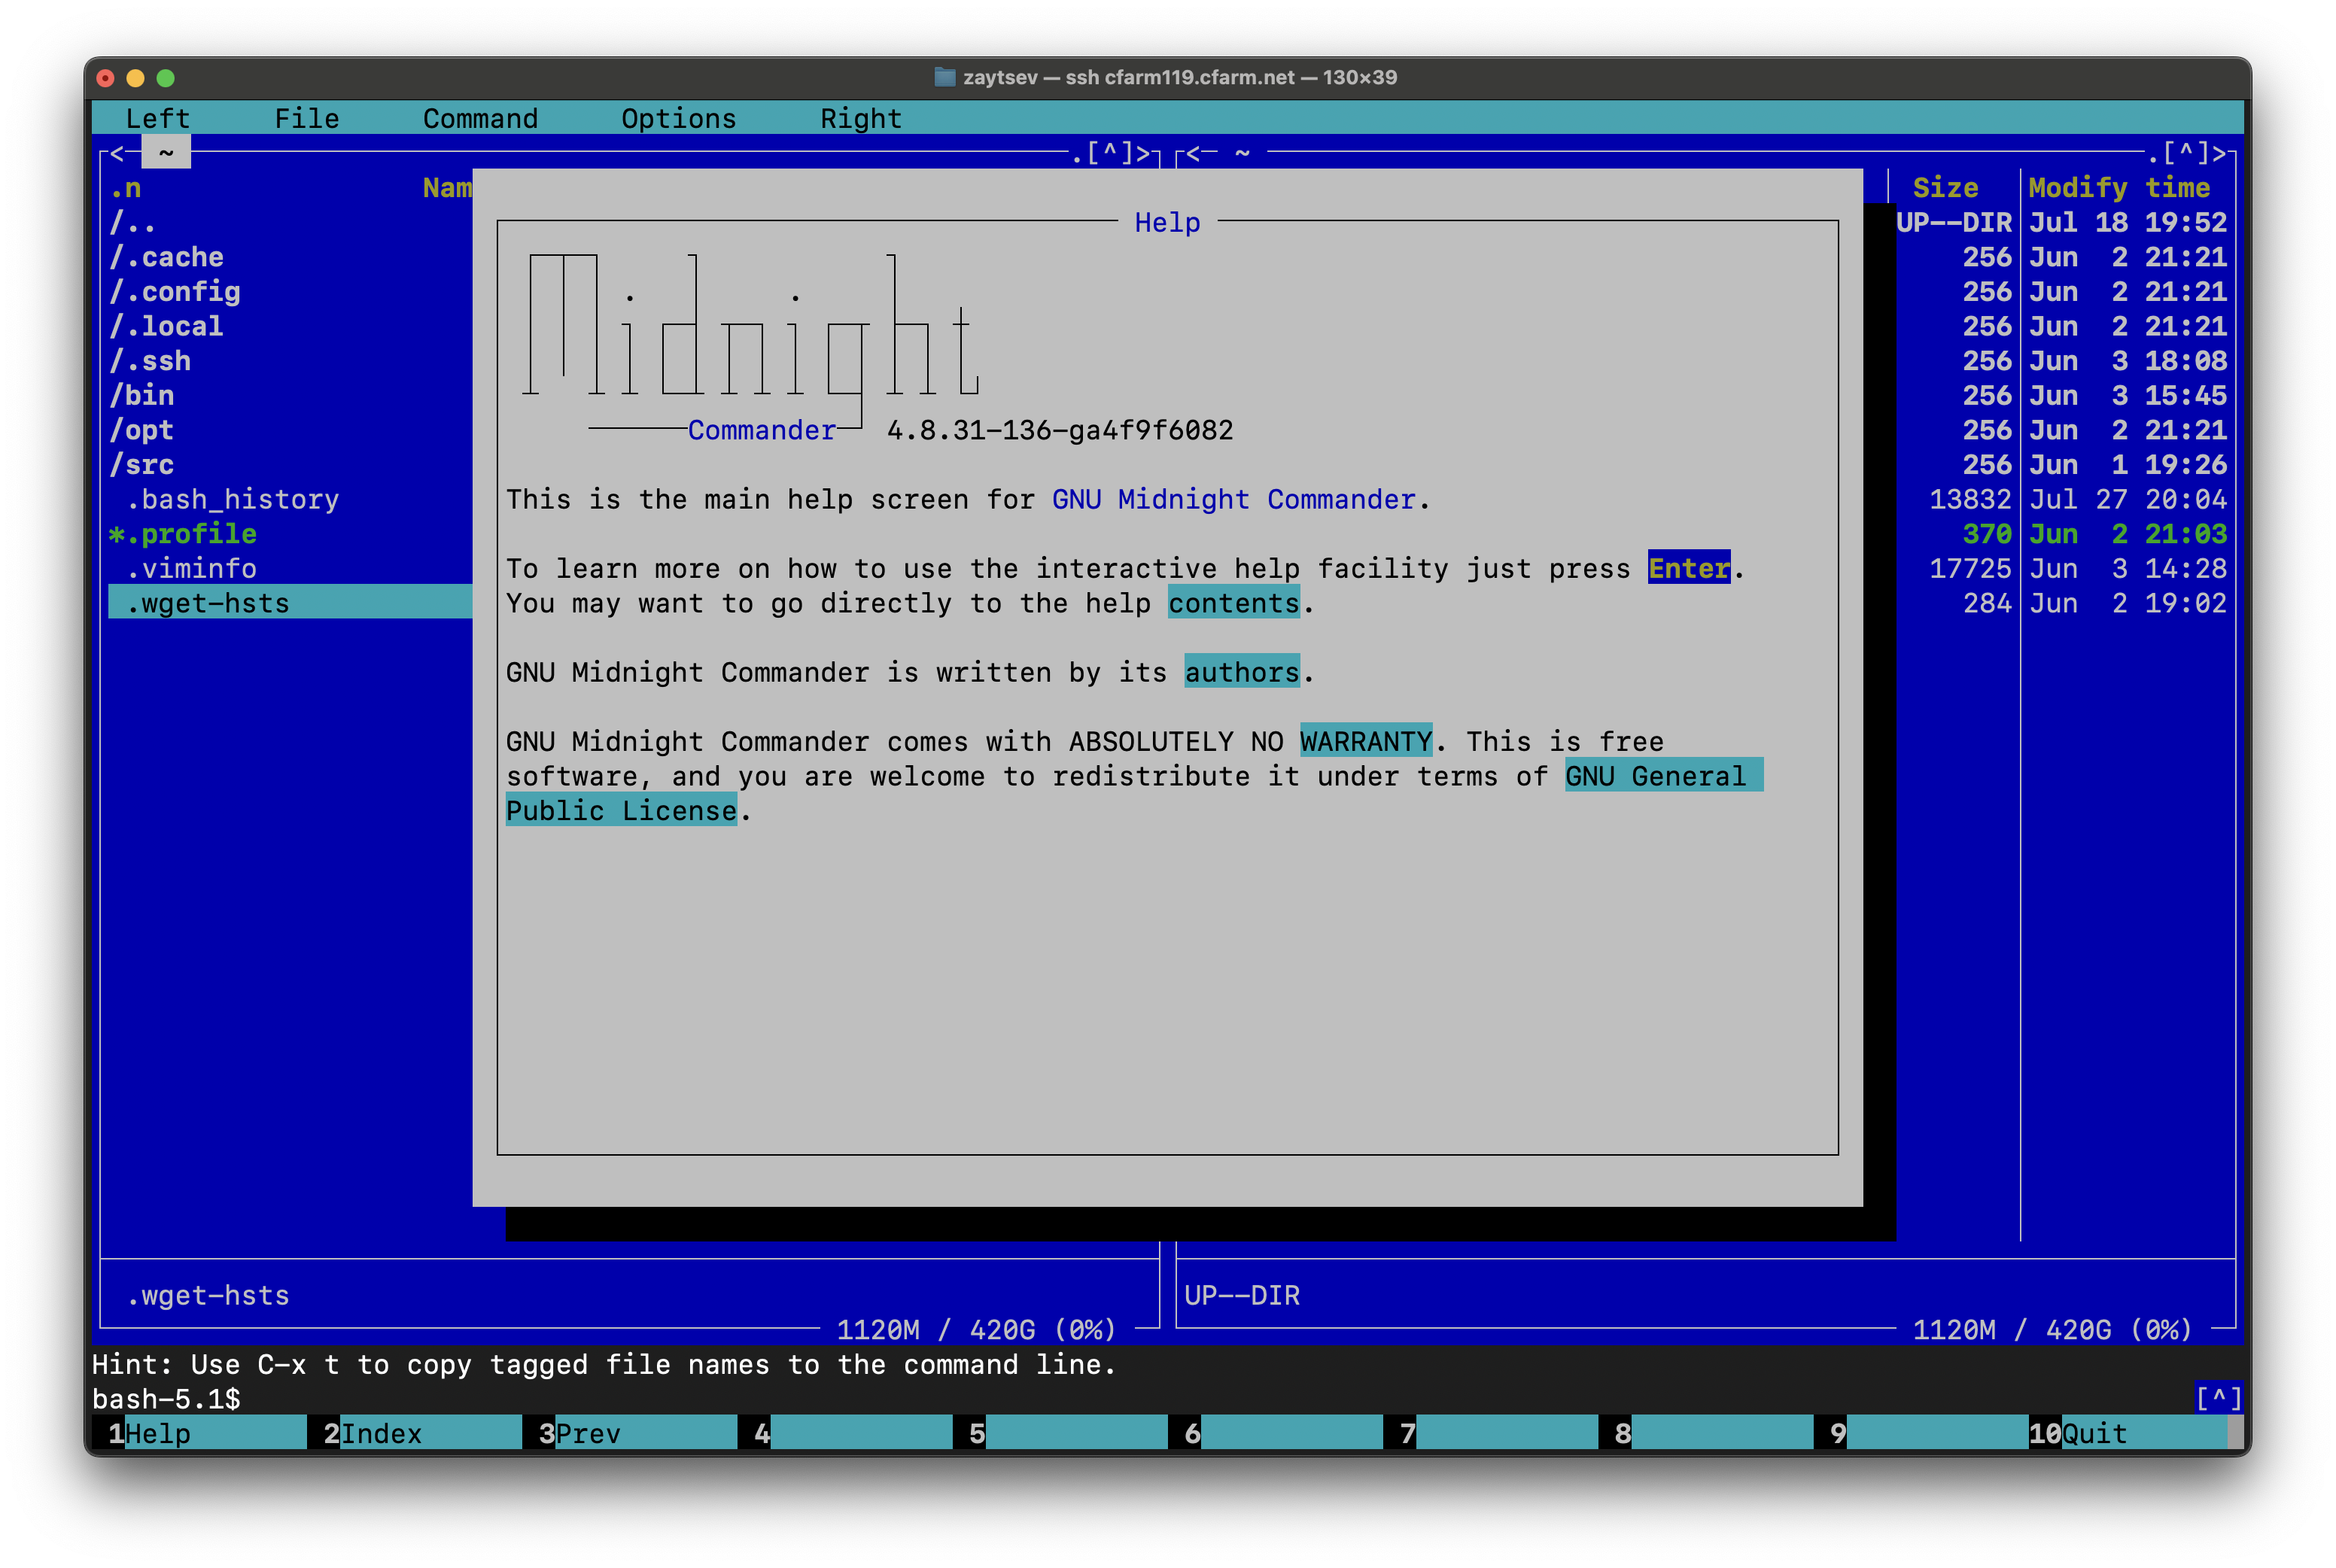 zaytsev — ssh cfarm119.cfarm.net — 130×39
Left File Command Options Right
<─ ~ .[^]> <─ ~ .[^]>
.n Nam Size Modify time
/.. UP--DIR Jul 18 19:52
/.cache 256 Jun 2 21:21
/.config 256 Jun 2 21:21
/.local 256 Jun 2 21:21
/.ssh 256 Jun 3 18:08
/bin 256 Jun 3 15:45
/opt 256 Jun 2 21:21
/src 256 Jun 1 19:26
.bash_history 13832 Jul 27 20:04
*.profile 370 Jun 2 21:03
.viminfo 17725 Jun 3 14:28
.wget-hsts 284 Jun 2 19:02
Help
Midnight
Commander 4.8.31-136-ga4f9f6082
This is the main help screen for GNU Midnight Commander.
To learn more on how to use the interactive help facility just press Enter.
You may want to go directly to the help contents.
GNU Midnight Commander is written by its authors.
GNU Midnight Commander comes with ABSOLUTELY NO WARRANTY. This is free
software, and you are welcome to redistribute it under terms of GNU General
Public License.
.wget-hsts UP--DIR
1120M / 420G (0%) 1120M / 420G (0%)
Hint: Use C-x t to copy tagged file names to the command line.
bash-5.1$ [^]
1Help 2Index 3Prev 4 5 6 7 8 9 10Quit